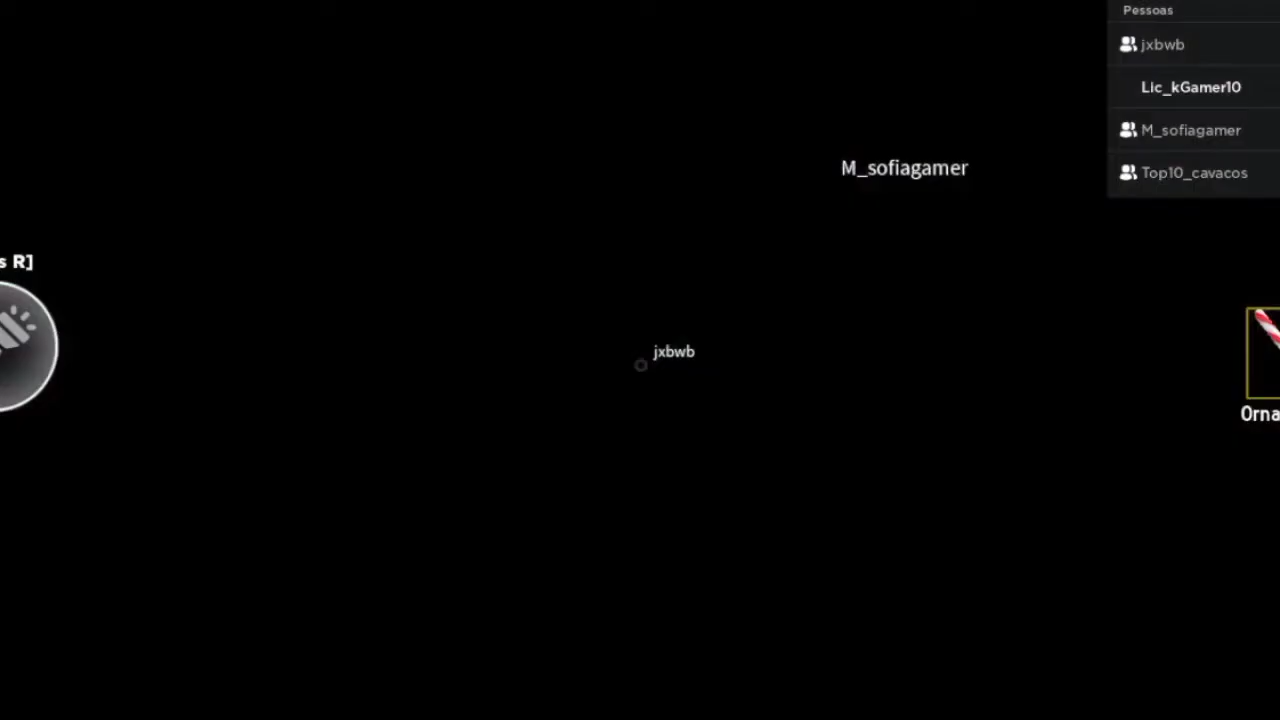 Pessoas
jxbwb
Lic_kGamer10
M_sofiagamer
Top10_cavacos
M_sofiagamer
s R]
jxbwb
Orna